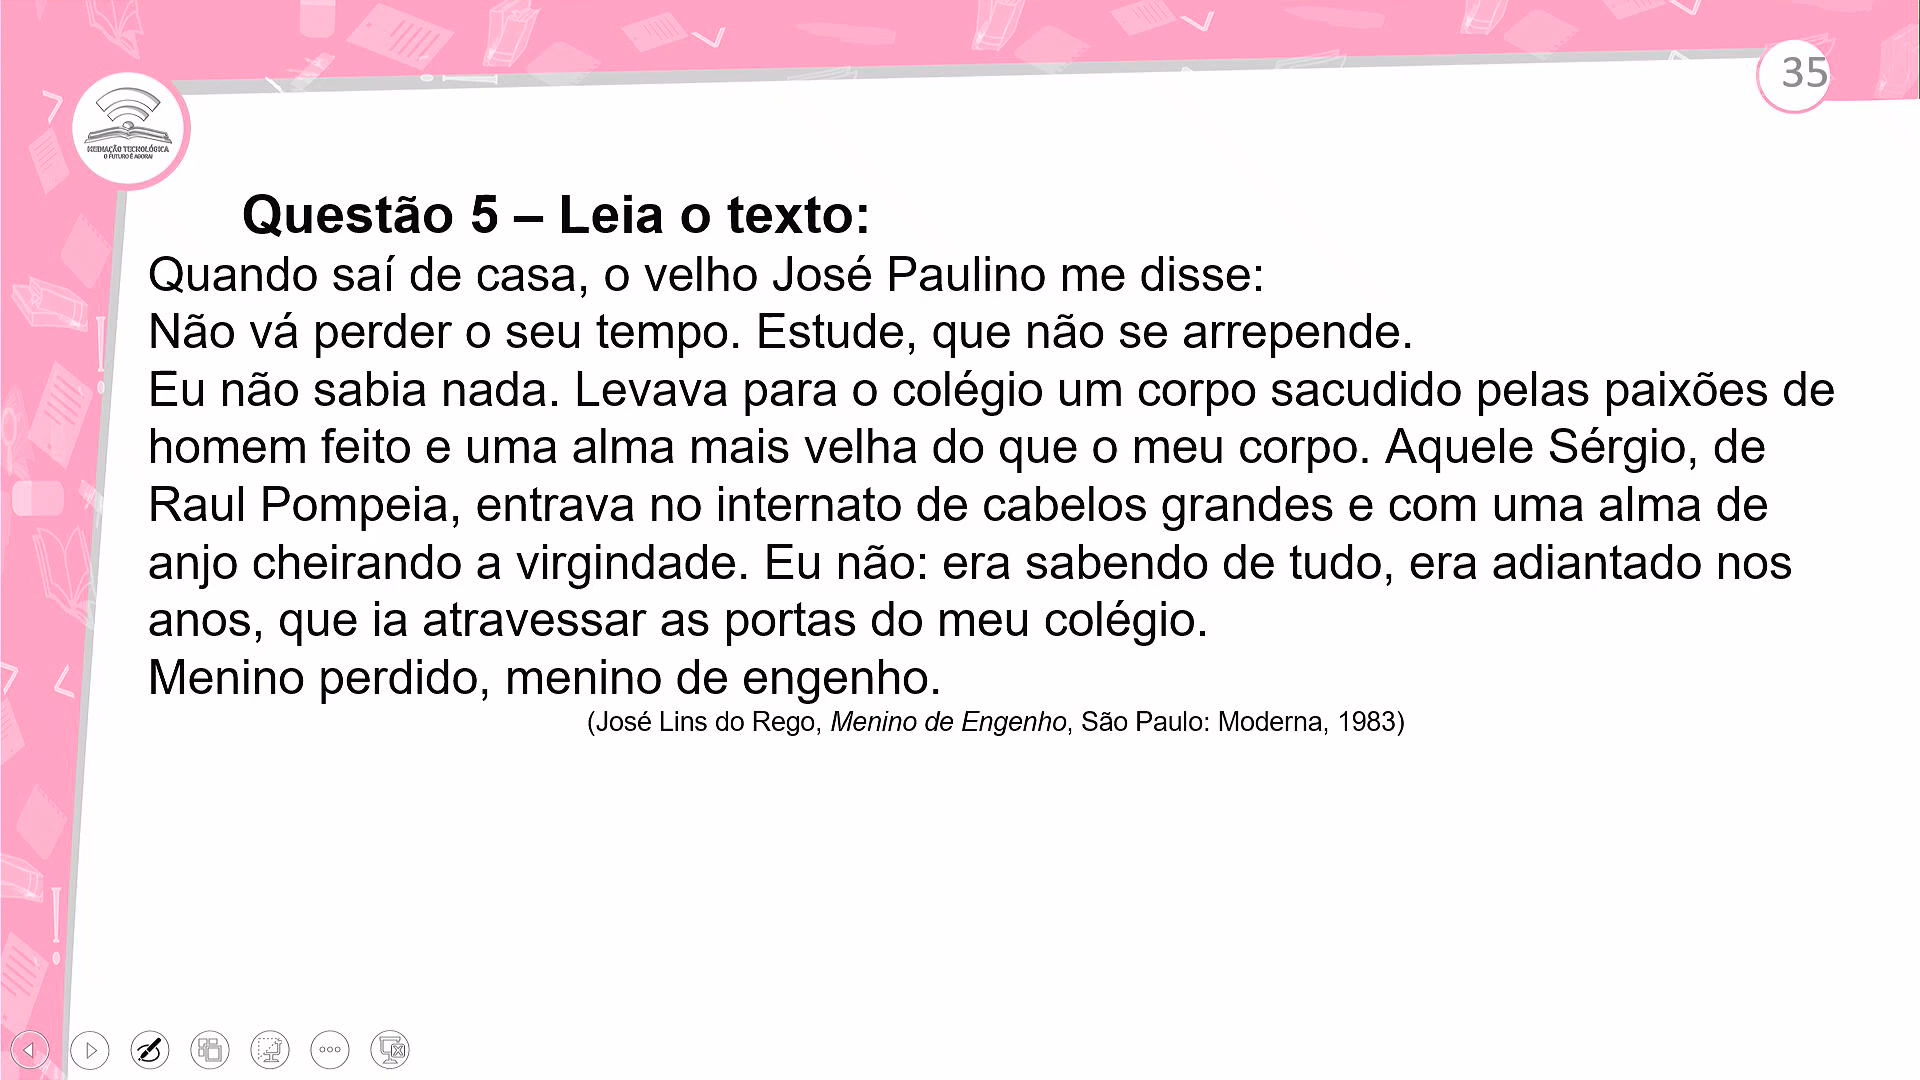 35
MEDIAÇÃO TECNOLÓGICA
O FUTURO É AGORA!
Questão 5 – Leia o texto:
Quando saí de casa, o velho José Paulino me disse:
Não vá perder o seu tempo. Estude, que não se arrepende.
Eu não sabia nada. Levava para o colégio um corpo sacudido pelas paixões de
homem feito e uma alma mais velha do que o meu corpo. Aquele Sérgio, de
Raul Pompeia, entrava no internato de cabelos grandes e com uma alma de
anjo cheirando a virgindade. Eu não: era sabendo de tudo, era adiantado nos
anos, que ia atravessar as portas do meu colégio.
Menino perdido, menino de engenho.
(José Lins do Rego, Menino de Engenho, São Paulo: Moderna, 1983)